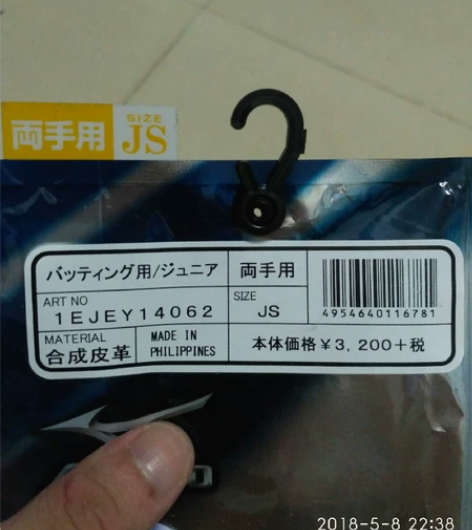 両手用 SIZE JS
バッティング用/ジュニア 両手用
ART NO
1EJEY14062
SIZE
JS
4954640116781
MATERIAL
合成皮革
MADE IN
PHILIPPINES
本体価格¥3,200+税
2018-5-8 22:38